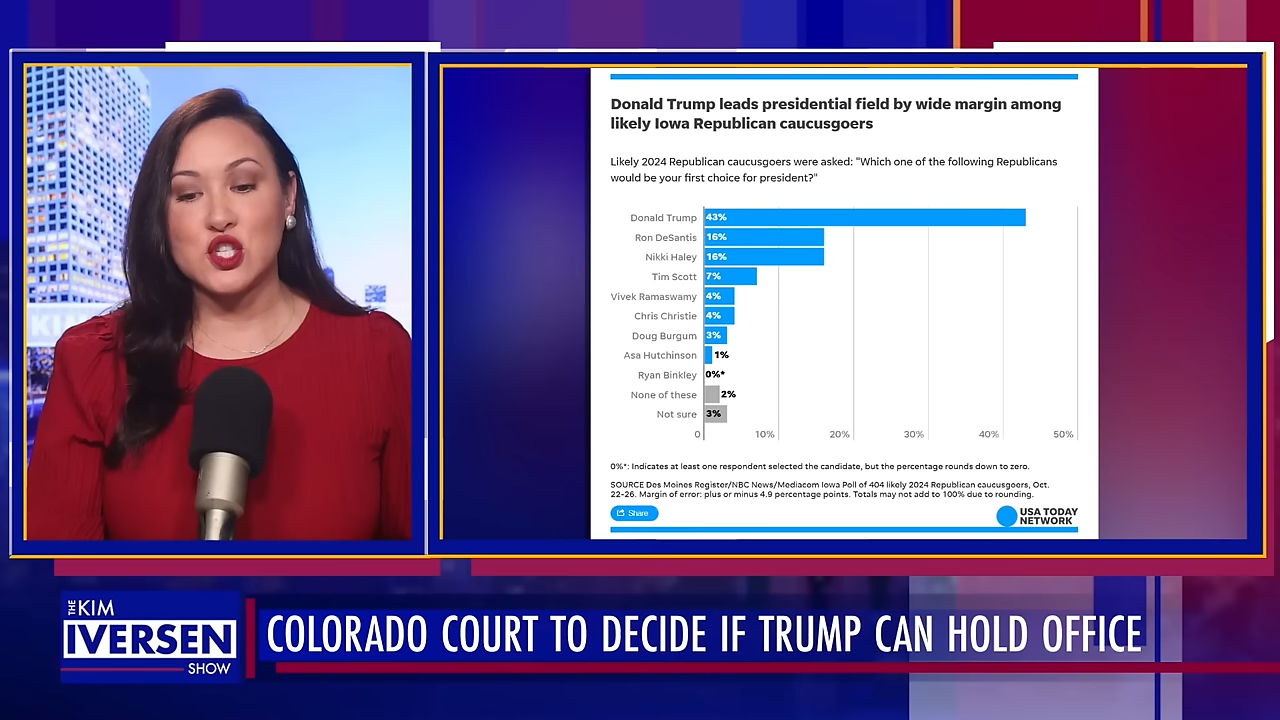 Donald Trump leads presidential field by wide margin among
likely Iowa Republican caucusgoers
Likely 2024 Republican caucusgoers were asked: "Which one of the following Republicans
would be your first choice for president?"
Donald Trump 43%
Ron DeSantis 16%
Nikki Haley 16%
Tim Scott 7%
Vivek Ramaswamy 4%
Chris Christie 4%
Doug Burgum 3%
Asa Hutchinson 1%
Ryan Binkley 0%*
None of these 2%
Not sure 3%
0 10% 20% 30% 40% 50%
0%*: Indicates at least one respondent selected the candidate, but the percentage rounds down to zero.
SOURCE Des Moines Register/NBC News/Mediacom Iowa Poll of 404 likely 2024 Republican caucusgoers, Oct.
22-26. Margin of error: plus or minus 4.9 percentage points. Totals may not add to 100% due to rounding.
Share
USA TODAY
NETWORK
THE KIM
IVERSEN
SHOW
COLORADO COURT TO DECIDE IF TRUMP CAN HOLD OFFICE